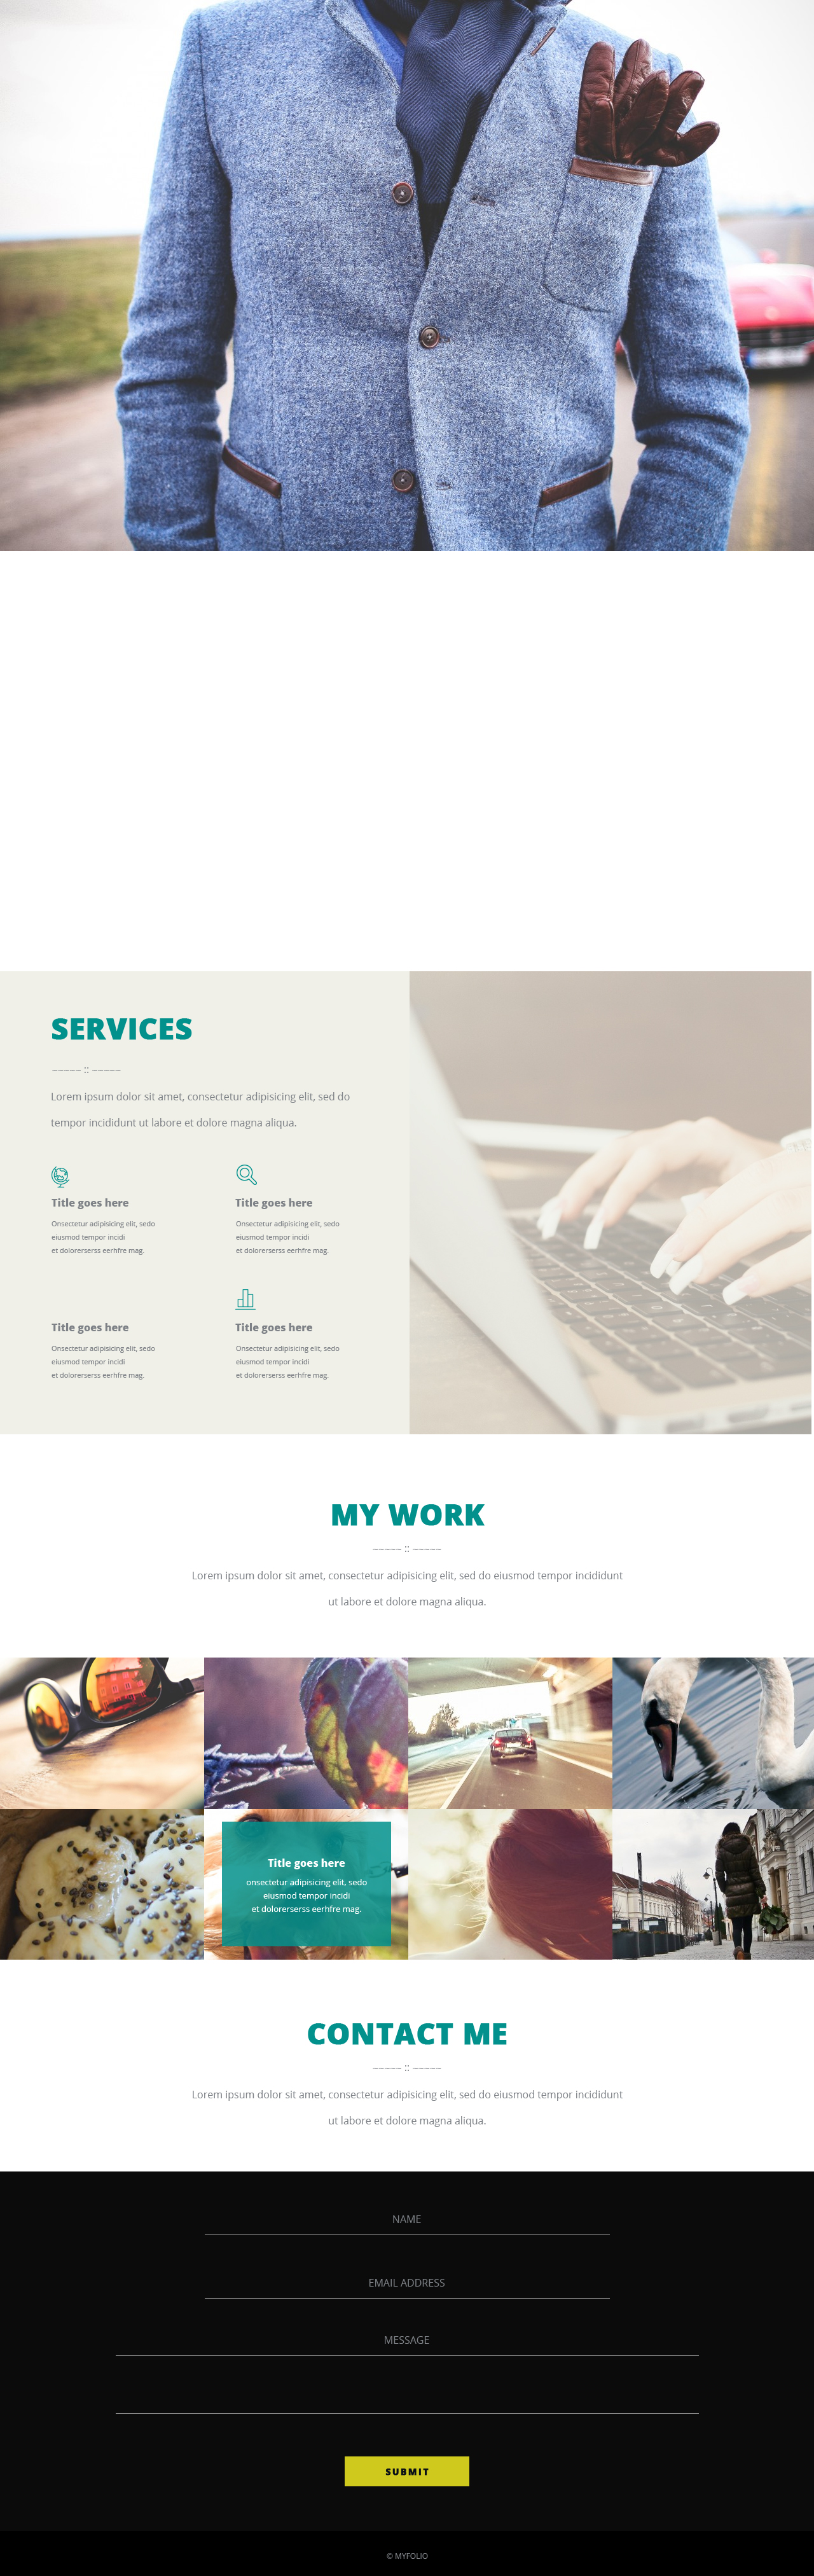 SERVICES
~~~~~ :: ~~~~~
Lorem ipsum dolor sit amet, consectetur adipisicing elit, sed do
tempor incididunt ut labore et dolore magna aliqua.
Title goes here
Onsectetur adipisicing elit, sedo
eiusmod tempor incidi
et dolorerserss eerhfre mag.
Title goes here
Onsectetur adipisicing elit, sedo
eiusmod tempor incidi
et dolorerserss eerhfre mag.
Title goes here
Onsectetur adipisicing elit, sedo
eiusmod tempor incidi
et dolorerserss eerhfre mag.
Title goes here
Onsectetur adipisicing elit, sedo
eiusmod tempor incidi
et dolorerserss eerhfre mag.
MY WORK
~~~~~ :: ~~~~~
Lorem ipsum dolor sit amet, consectetur adipisicing elit, sed do eiusmod tempor incididunt
ut labore et dolore magna aliqua.
Title goes here
onsectetur adipisicing elit, sedo
eiusmod tempor incidi
et dolorerserss eerhfre mag.
CONTACT ME
~~~~~ :: ~~~~~
Lorem ipsum dolor sit amet, consectetur adipisicing elit, sed do eiusmod tempor incididunt
ut labore et dolore magna aliqua.
NAME
EMAIL ADDRESS
MESSAGE
SUBMIT
© MYFOLIO